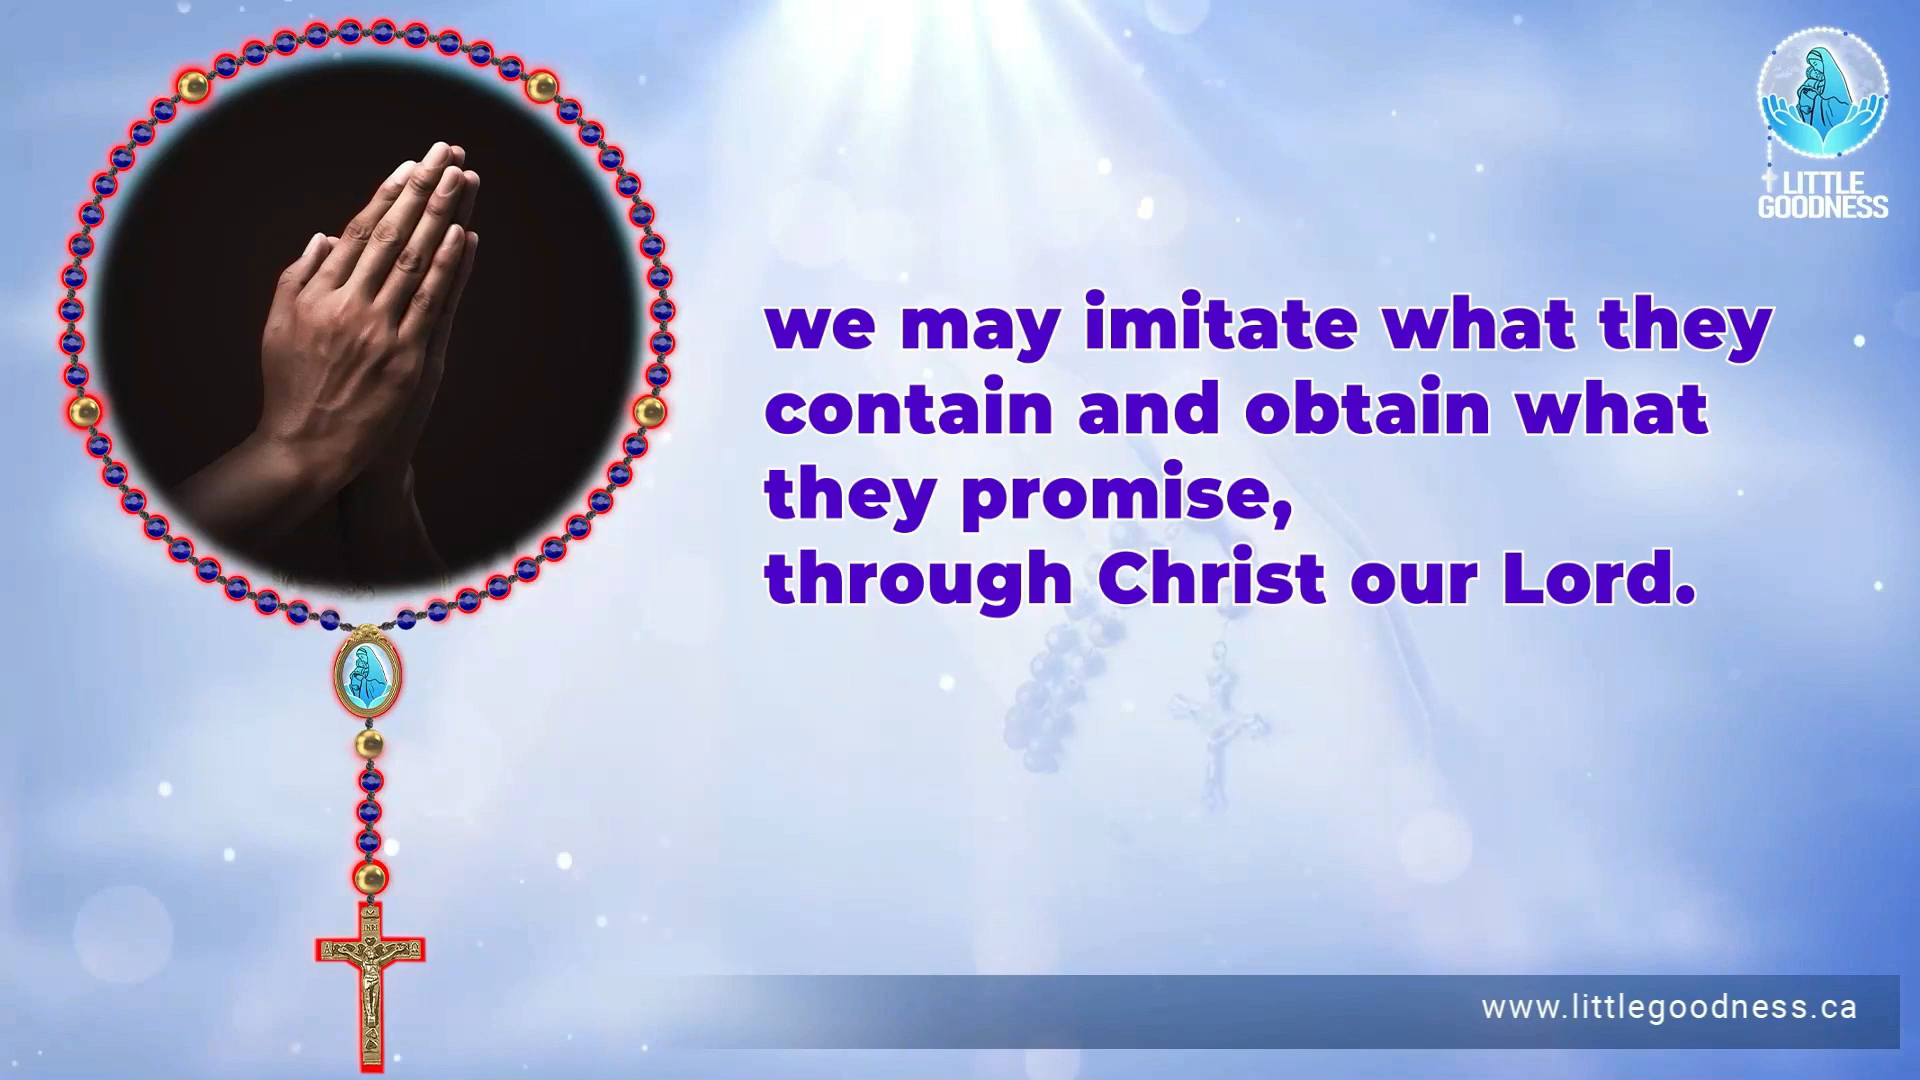 LITTLE
GOODNESS
we may imitate what they
contain and obtain what
they promise,
through Christ our Lord.
INRI
www.littlegoodness.ca